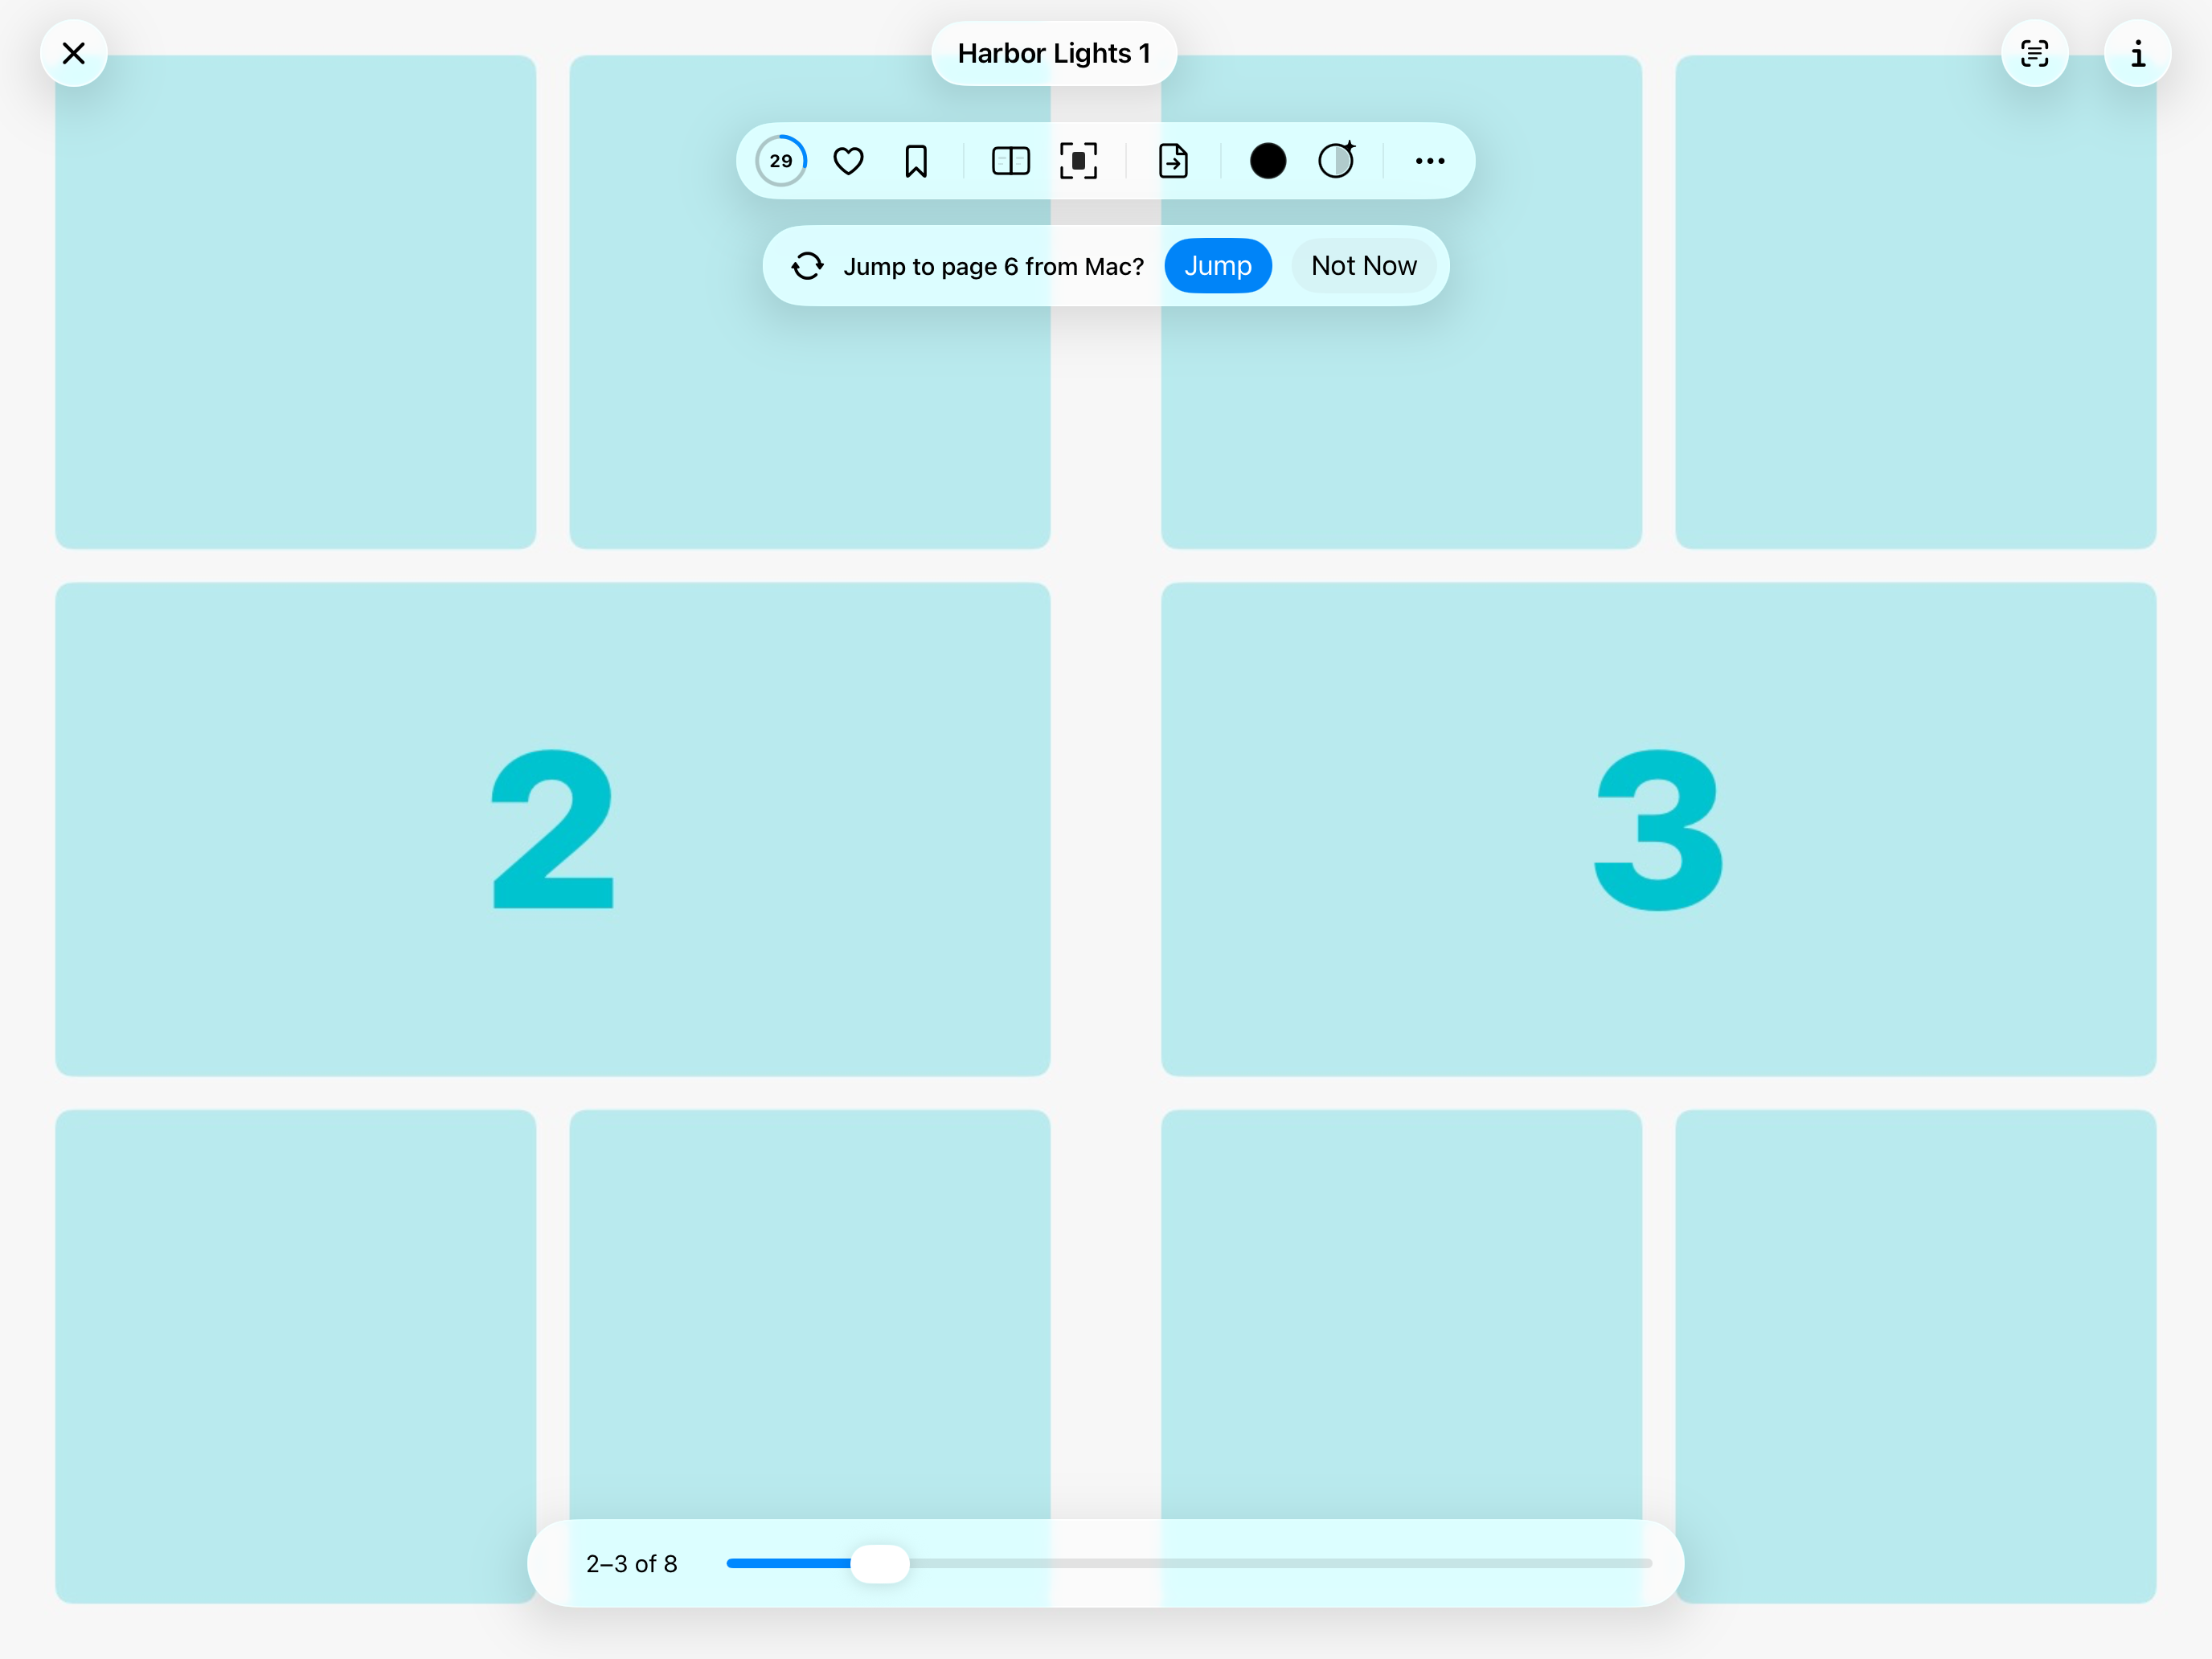 Harbor Lights 1
29
Jump to page 6 from Mac? Jump Not Now
2 3
2–3 of 8